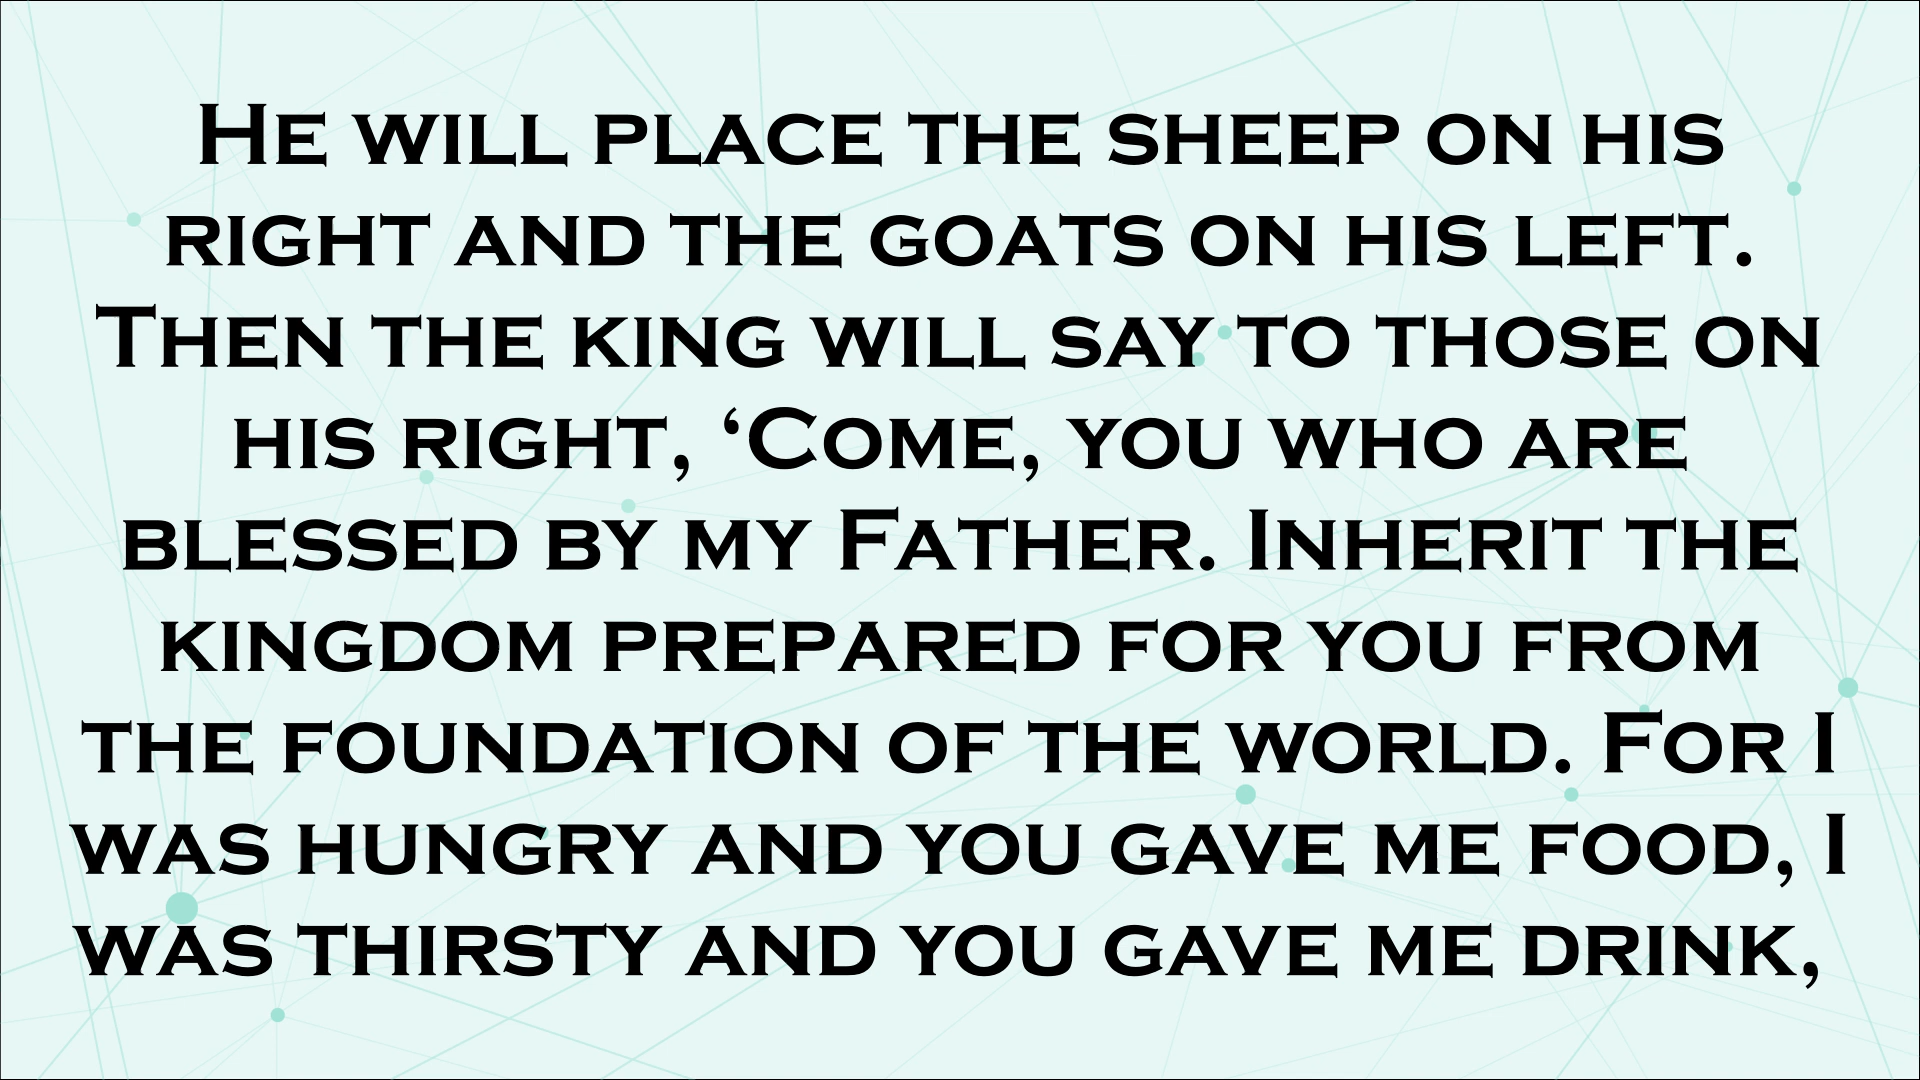 He will place the sheep on his
right and the goats on his left.
Then the king will say to those on
his right, ‘Come, you who are
blessed by my Father. Inherit the
kingdom prepared for you from
the foundation of the world. For I
was hungry and you gave me food, I
was thirsty and you gave me drink,